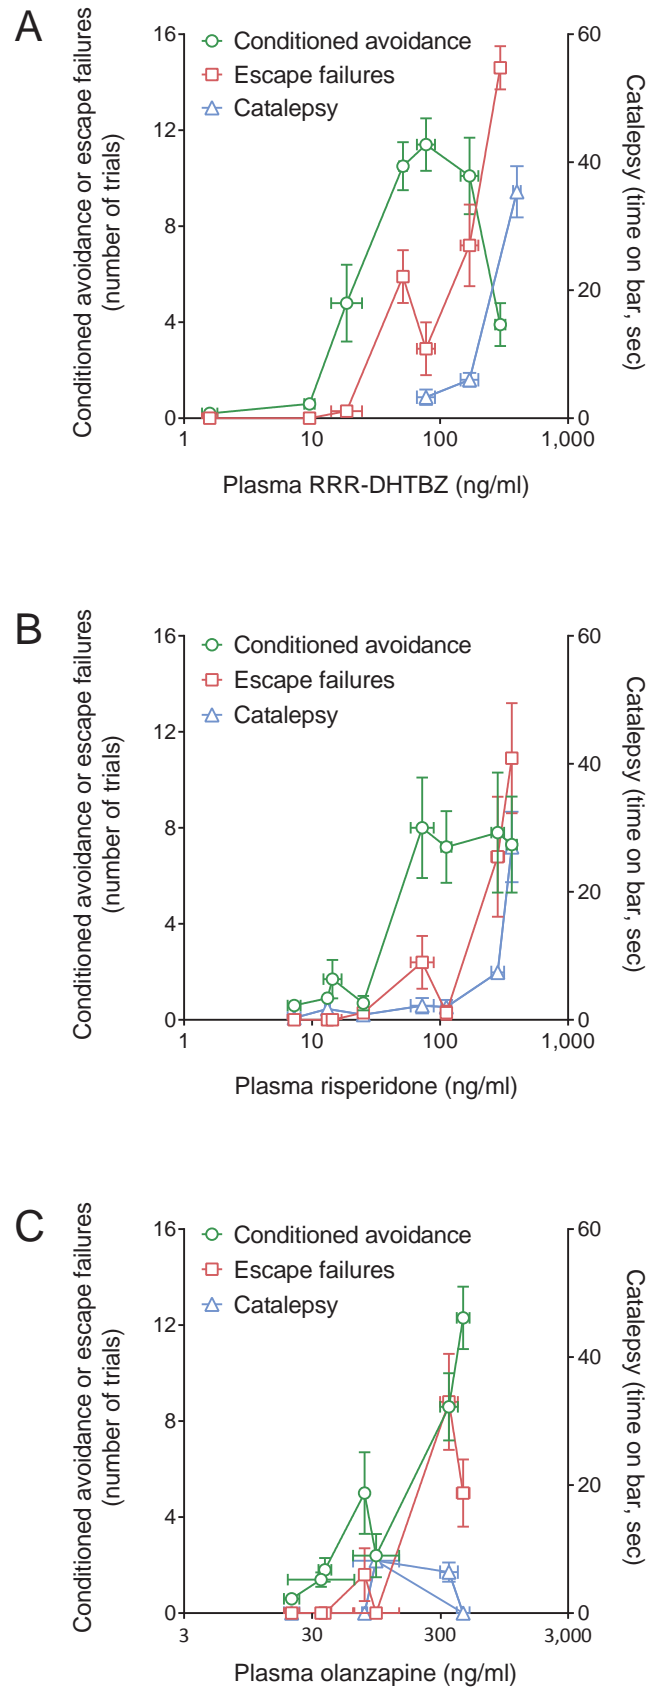 A
Conditioned avoidance or escape failures
(number of trials)
16
12
8
4
0
Conditioned avoidance
Escape failures
Catalepsy
60
40
20
0
Catalepsy (time on bar, sec)
1
10
100
1,000
Plasma RRR-DHTBZ (ng/ml)
B
Conditioned avoidance or escape failures
(number of trials)
16
12
8
4
0
Conditioned avoidance
Escape failures
Catalepsy
60
40
20
0
Catalepsy (time on bar, sec)
1
10
100
1,000
Plasma risperidone (ng/ml)
C
Conditioned avoidance or escape failures
(number of trials)
16
12
8
4
0
Conditioned avoidance
Escape failures
Catalepsy
60
40
20
0
Catalepsy (time on bar, sec)
3
30
300
3,000
Plasma olanzapine (ng/ml)